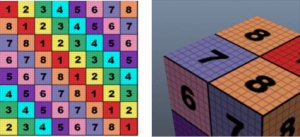 1 2 3 4 5 6 7 8
8 1 2 3 4 5 6 7
7 8 1 2 3 4 5 6
6 7 8 1 2 3 4 5
5 6 7 8 1 2 3 4
4 5 6 7 8 1 2 3
3 4 5 6 7 8 1 2
2 3 4 5 6 7 8 1
8
7
8
6
7